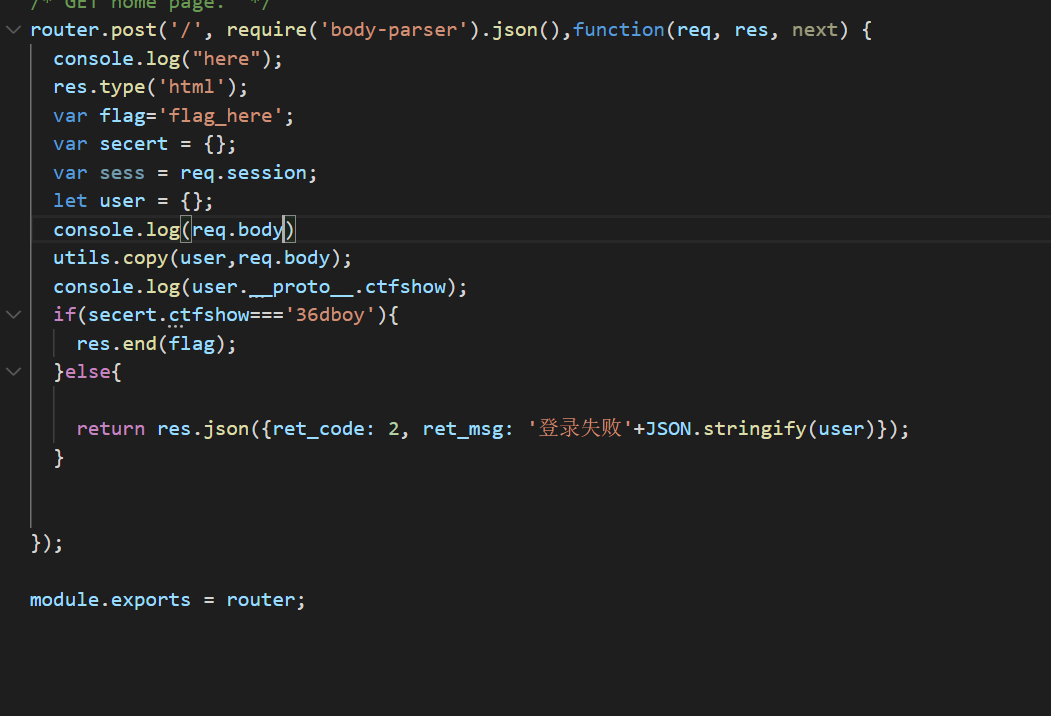 /* GET home page. */
router.post('/', require('body-parser').json(),function(req, res, next) {
console.log("here");
res.type('html');
var flag='flag_here';
var secert = {};
var sess = req.session;
let user = {};
console.log(req.body)
utils.copy(user,req.body);
console.log(user.__proto__.ctfshow);
if(secert.ctfshow==='36dboy'){
res.end(flag);
}else{
return res.json({ret_code: 2, ret_msg: '登录失败'+JSON.stringify(user)});
}
});
module.exports = router;